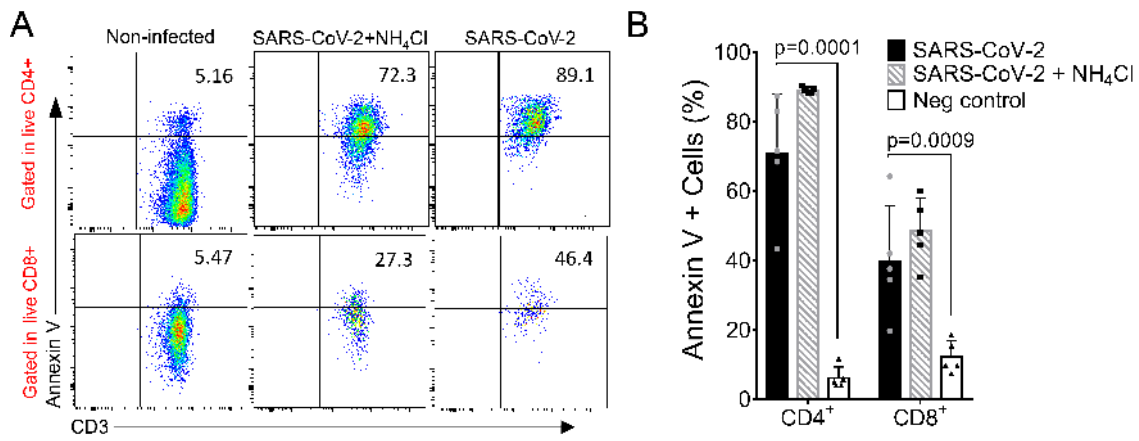 A
Non-infected
SARS-CoV-2+NH₄Cl
SARS-CoV-2
Gated in live CD4+
5.16
72.3
89.1
Gated in live CD8+
5.47
27.3
46.4
Annexin V
CD3
B
SARS-CoV-2
SARS-CoV-2 + NH₄Cl
Neg control
p=0.0001
p=0.0009
Annexin V + Cells (%)
100
80
60
40
20
0
CD4⁺
CD8⁺